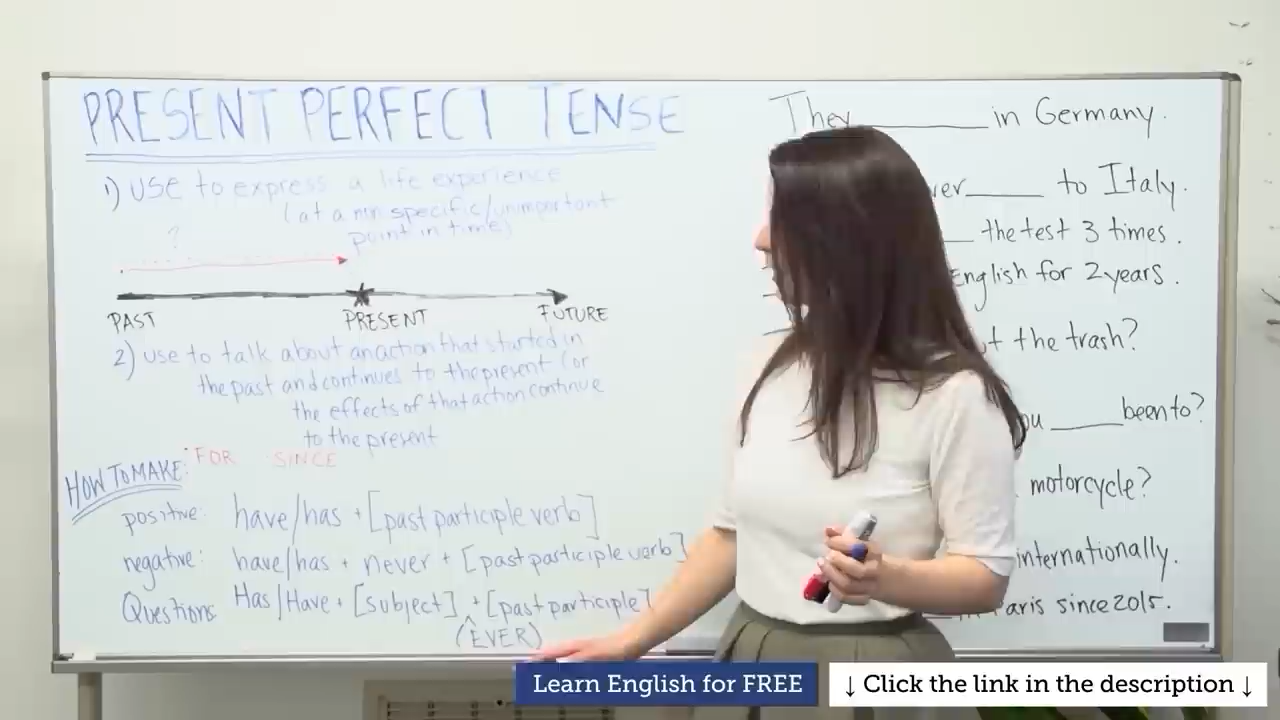 PRESENT PERFECT TENSE
1) USE to express a life experience
(at a non specific/unimportant
point in time)
?
PAST PRESENT FUTURE
2) use to talk about an action that started in
the past and continues to the present (or
the effects of that action continue
to the present
FOR SINCE
HOW TO MAKE:
positive: have/has + [past participle verb]
negative: have/has + never + [past participle verb]
Questions Has/Have + [subject] + [past participle]
(EVER)
They ______ in Germany.
____ to Italy.
__ the test 3 times.
English for 2 years.
the trash?
____ been to?
motorcycle?
internationally.
since 2015.
Learn English for FREE
↓ Click the link in the description ↓